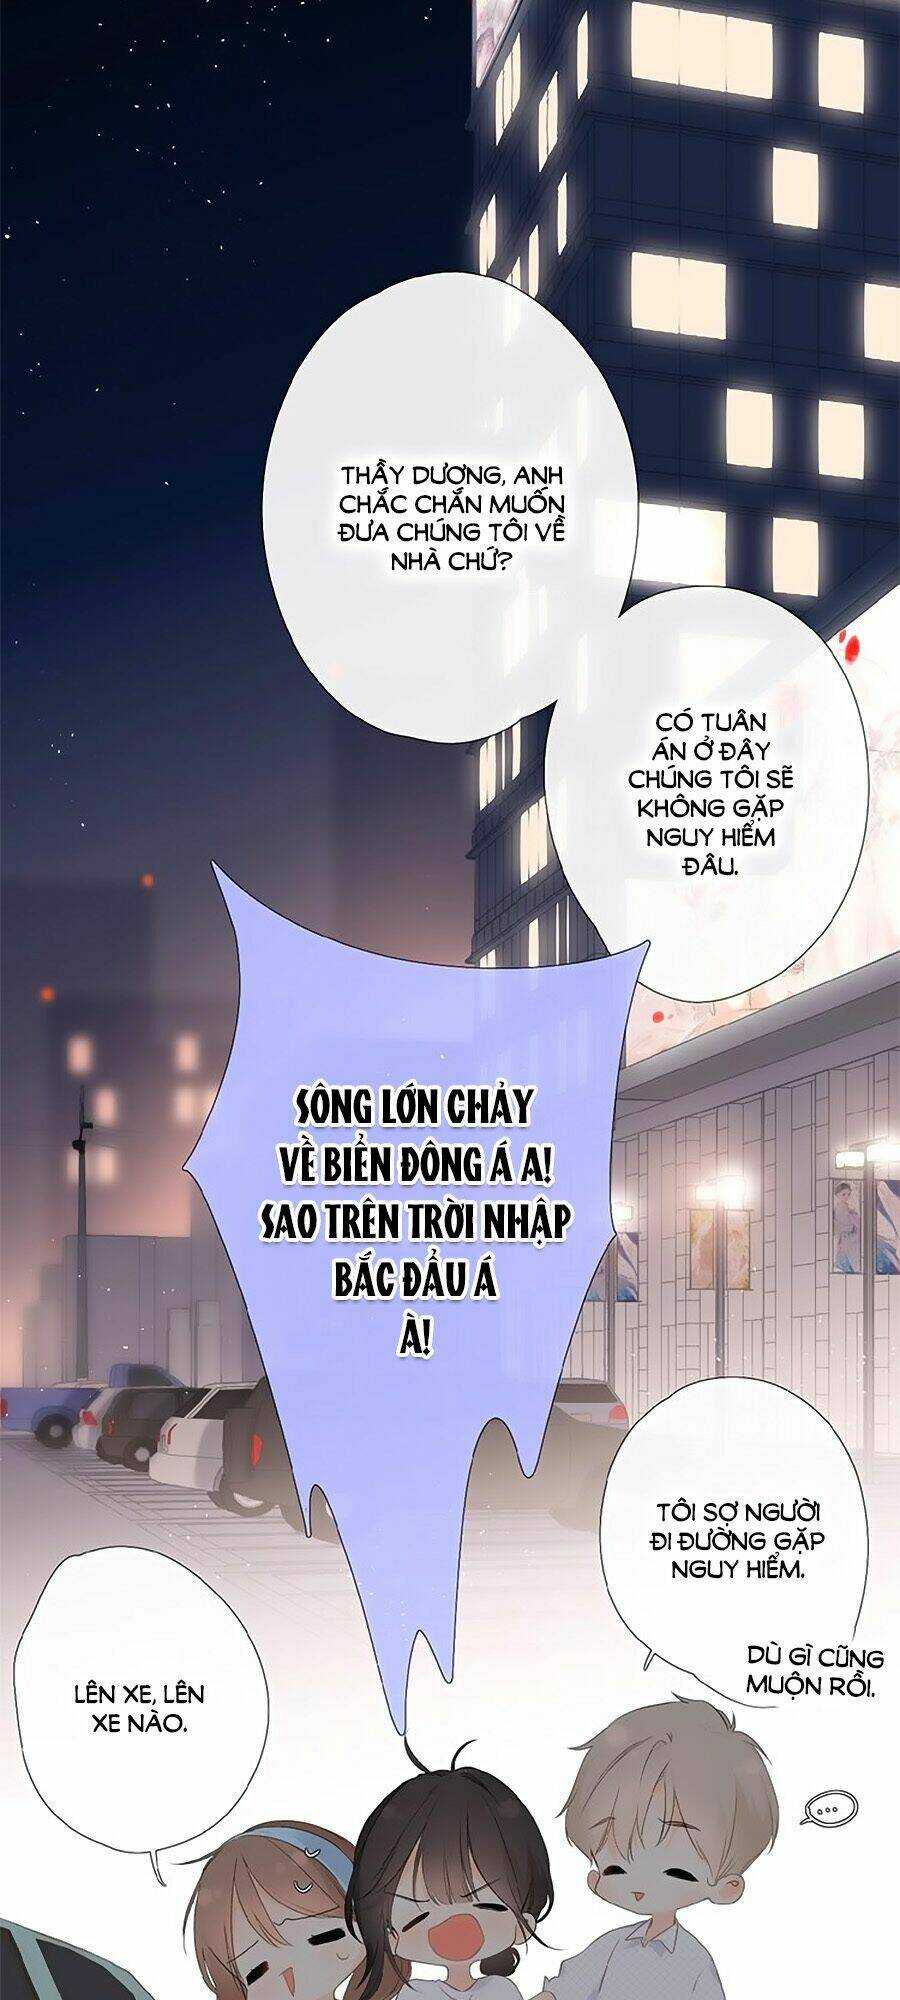 THẦY DƯƠNG, ANH
CHẮC CHẮN MUỐN
ĐƯA CHÚNG TÔI VỀ
NHÀ CHỨ?
CÓ TUÂN
ÁN Ở ĐÂY
CHÚNG TÔI SẼ
KHÔNG GẶP
NGUY HIỂM
ĐÂU.
SÔNG LỚN CHẢY
VỀ BIỂN ĐÔNG Á Ạ!
SAO TRÊN TRỜI NHẬP
BẮC ĐẨU Á
À!
TÔI SỢ NGƯỜI
ĐI ĐƯỜNG GẶP
NGUY HIỂM.
DÙ GÌ CŨNG
MUỘN RỒI.
LÊN XE, LÊN
XE NÀO.
...